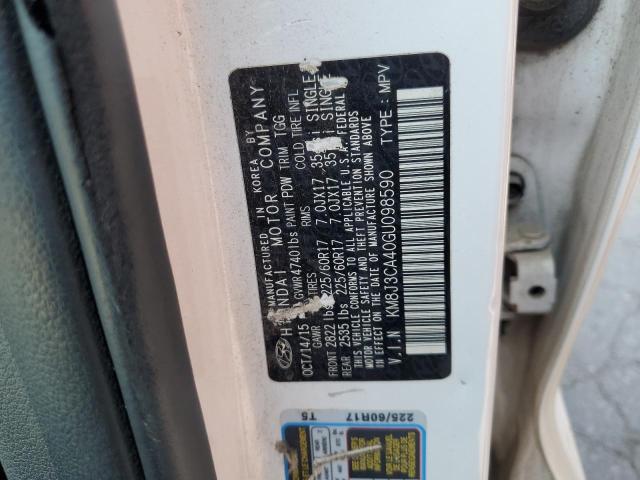 MANUFACTURED IN KOREA BY
HYUNDAI MOTOR COMPANY
OCT/14/15 GVWR 4740lbs PAINT PDW TRIM TGG
GAWR TIRES RIMS COLD TIRE INFL
FRONT 2822 lbs 225/60R17 7.0JX17 SINGLE
REAR 2535 lbs 225/60R17 7.0JX17
THIS VEHICLE CONFORMS TO ALL APPLICABLE U.S.A. FEDERAL
MOTOR VEHICLE SAFETY AND THEFT PREVENTION STANDARDS
IN EFFECT ON THE DATE OF MANUFACTURE SHOWN ABOVE
V.I.N KM8J3CA40GU098590 TYPE: MPV
225/60R17 T5